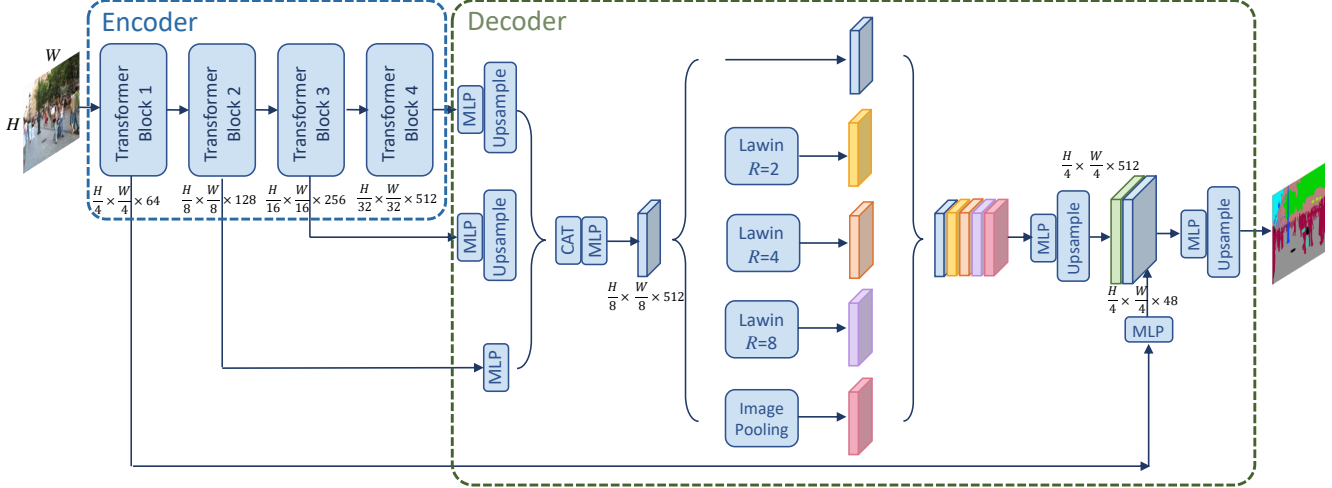 Encoder
Decoder
W
H
Transformer
Block 1
Transformer
Block 2
Transformer
Block 3
Transformer
Block 4
H/4 × W/4 × 64
H/8 × W/8 × 128
H/16 × W/16 × 256
H/32 × W/32 × 512
MLP
Upsample
MLP
Upsample
MLP
CAT
MLP
H/8 × W/8 × 512
Lawin
R=2
Lawin
R=4
Lawin
R=8
Image
Pooling
MLP
Upsample
H/4 × W/4 × 512
H/4 × W/4 × 48
MLP
MLP
Upsample